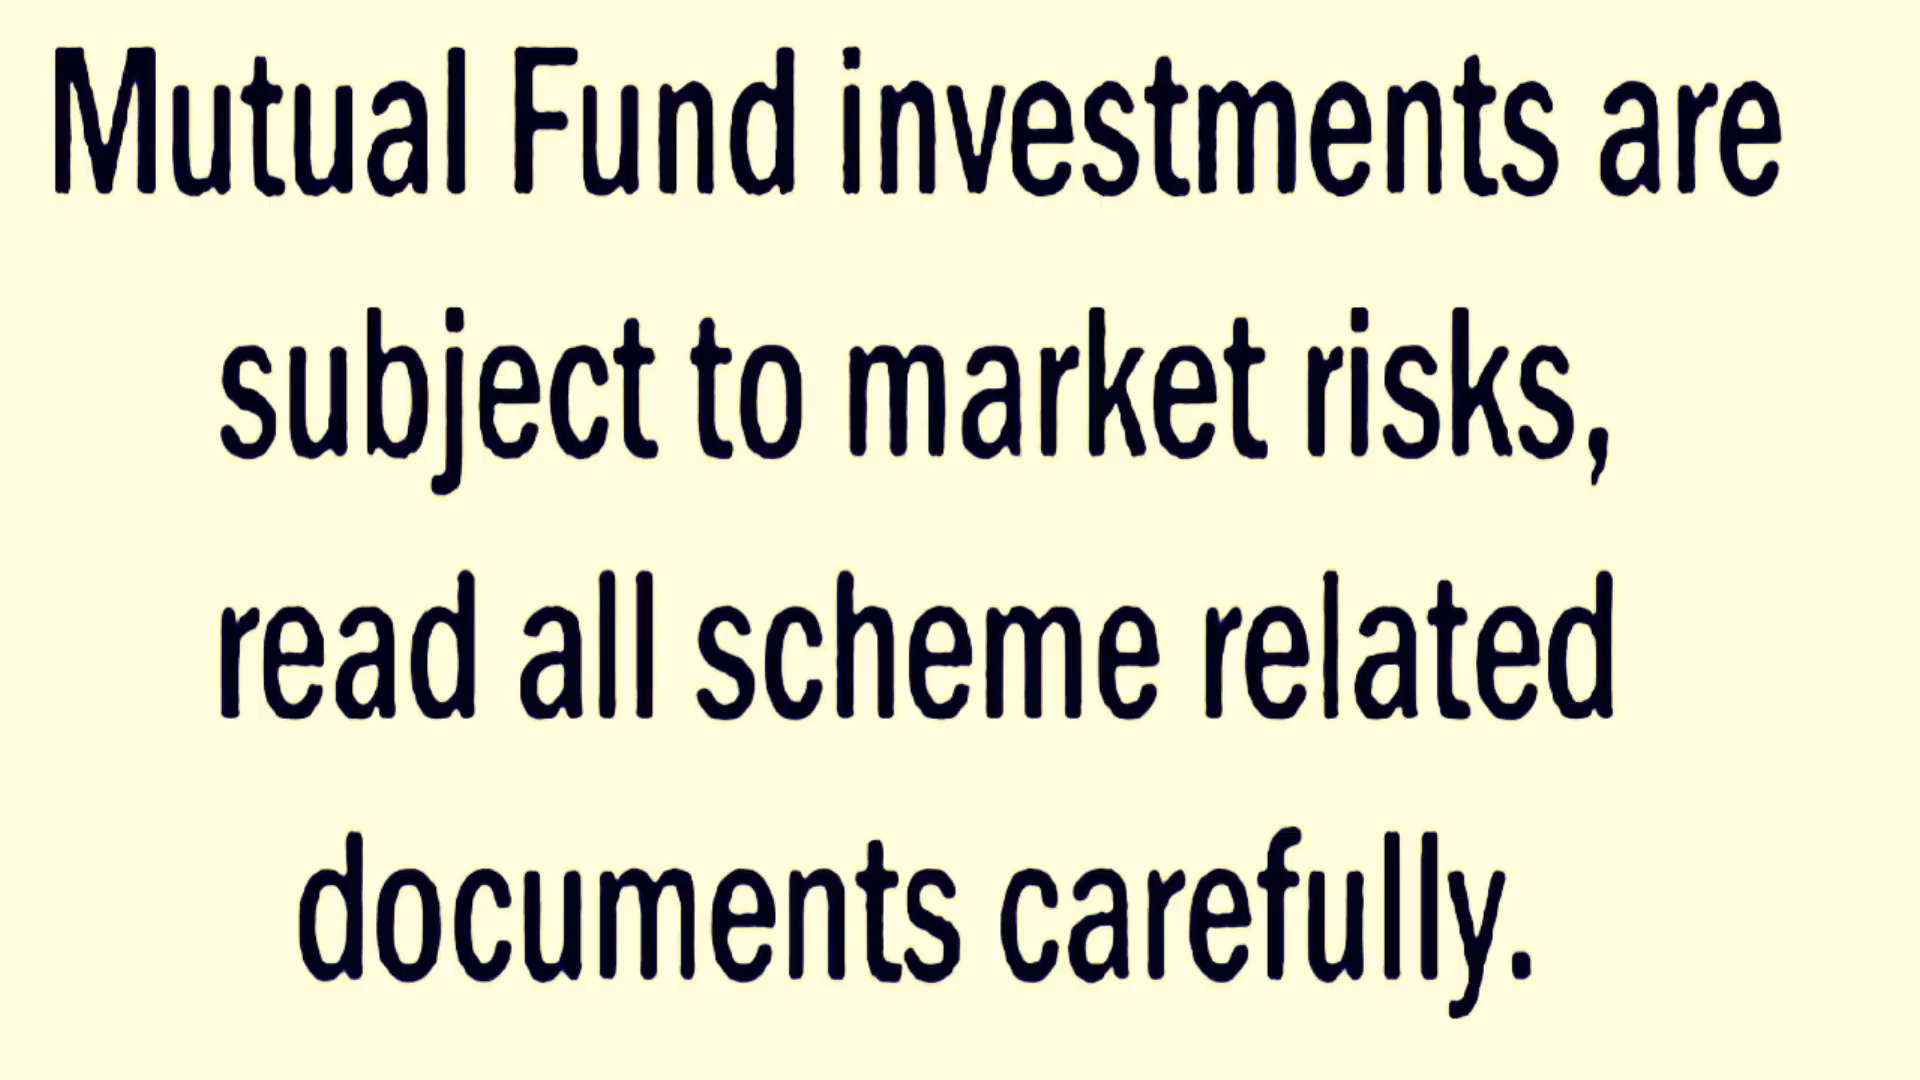 Mutual Fund investments are
subject to market risks,
read all scheme related
documents carefully.